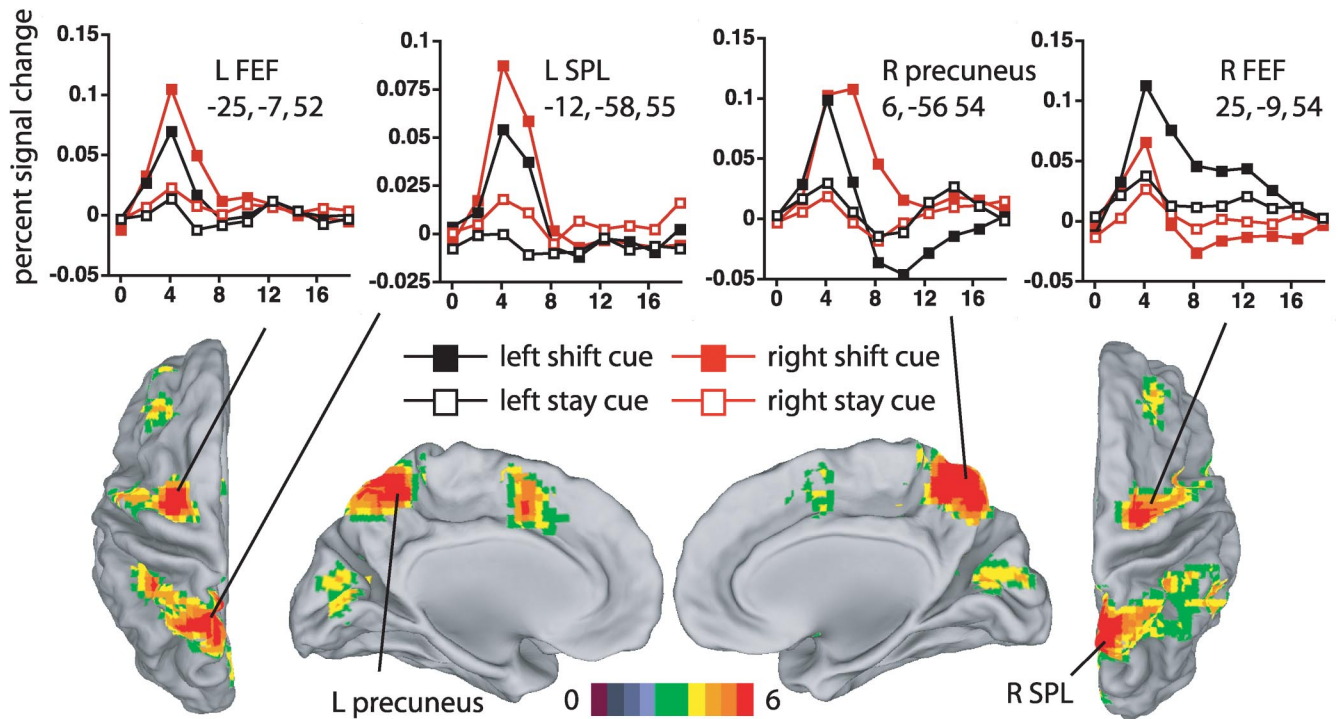 percent signal change
0.15
0.1
0.05
0
-0.05
0 4 8 12 16
L FEF
-25, -7, 52
0.1
0.075
0.05
0.025
0
-0.025
0 4 8 12 16
L SPL
-12, -58, 55
0.15
0.1
0.05
0
-0.05
0 4 8 12 16
R precuneus
6, -56 54
0.15
0.1
0.05
0
-0.05
0 4 8 12 16
R FEF
25, -9, 54
left shift cue right shift cue
left stay cue right stay cue
L precuneus
0 6
R SPL